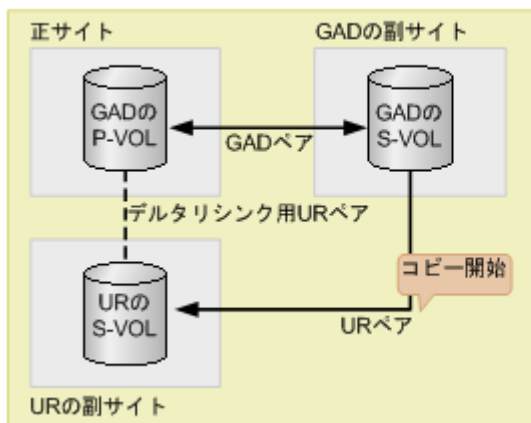 正サイト
GADの副サイト
GADの
P-VOL
GADの
S-VOL
GADペア
デルタリシンク用URペア
コピー開始
URの
S-VOL
URペア
URの副サイト